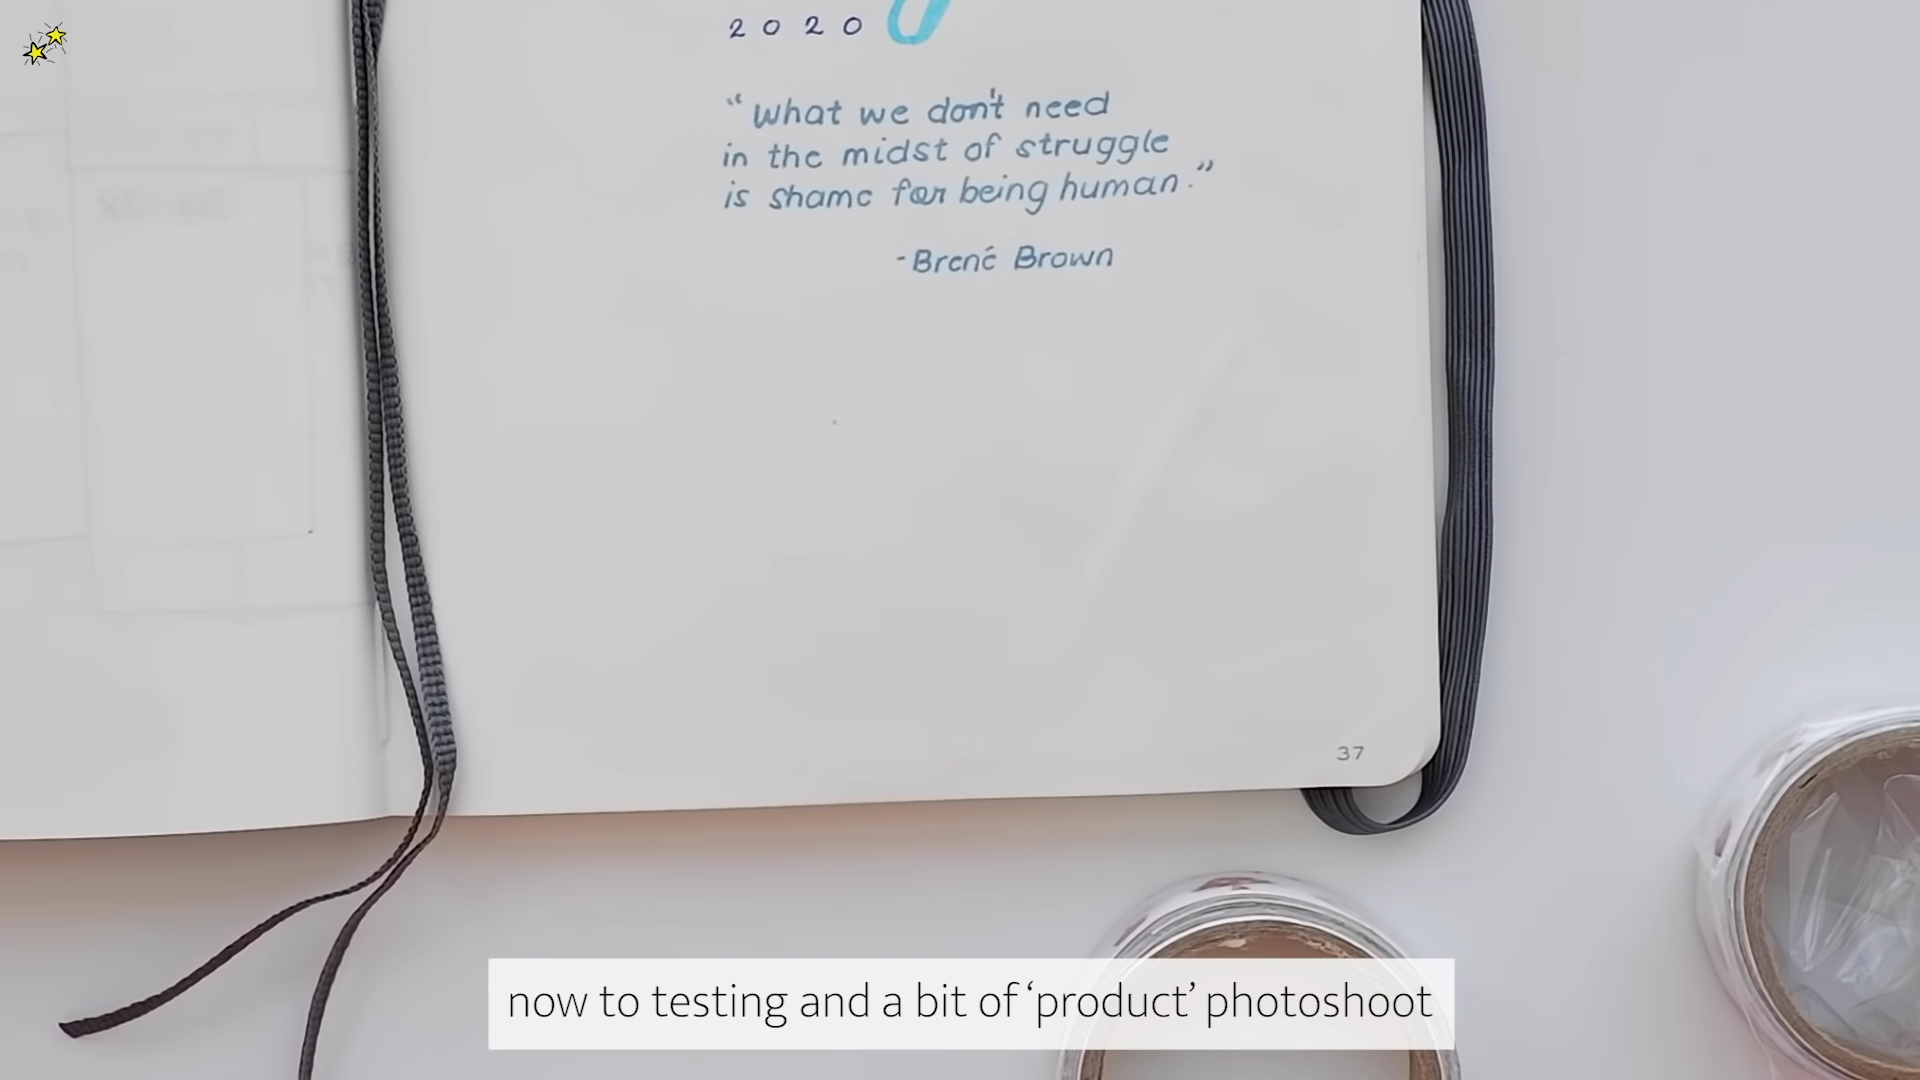 2020
"What we don't need
in the midst of struggle
is shame for being human."
-Brené Brown
37
now to testing and a bit of ‘product’ photoshoot